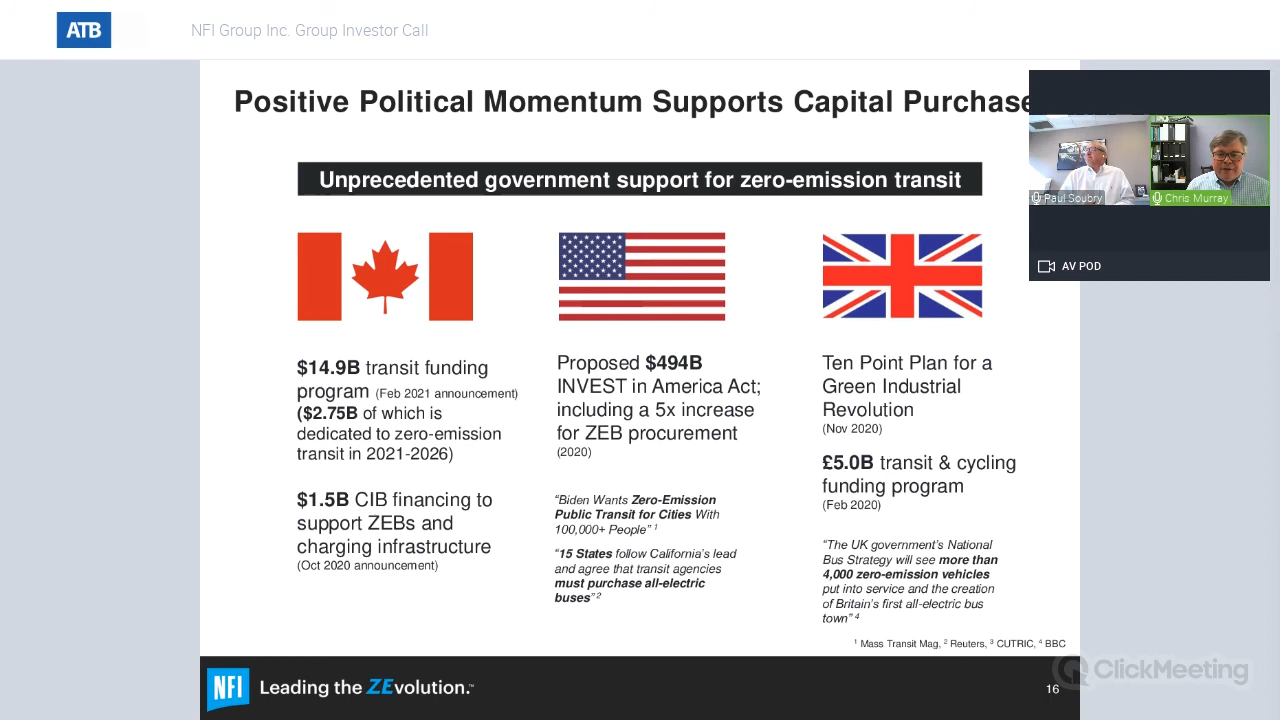 ATB
NFI Group Inc. Group Investor Call
Positive Political Momentum Supports Capital Purchase
Unprecedented government support for zero-emission transit
$14.9B transit funding
program (Feb 2021 announcement)
($2.75B of which is
dedicated to zero-emission
transit in 2021-2026)
$1.5B CIB financing to
support ZEBs and
charging infrastructure
(Oct 2020 announcement)
Proposed $494B
INVEST in America Act;
including a 5x increase
for ZEB procurement
(2020)
“Biden Wants Zero-Emission
Public Transit for Cities With
100,000+ People” 1
“15 States follow California’s lead
and agree that transit agencies
must purchase all-electric
buses” 2
Ten Point Plan for a
Green Industrial
Revolution
(Nov 2020)
£5.0B transit & cycling
funding program
(Feb 2020)
“The UK government’s National
Bus Strategy will see more than
4,000 zero-emission vehicles
put into service and the creation
of Britain’s first all-electric bus
town” 4
1 Mass Transit Mag, 2 Reuters, 3 CUTRIC, 4 BBC
Paul Soubry
Chris Murray
AV POD
NFI Leading the ZEvolution.™
16
ClickMeeting